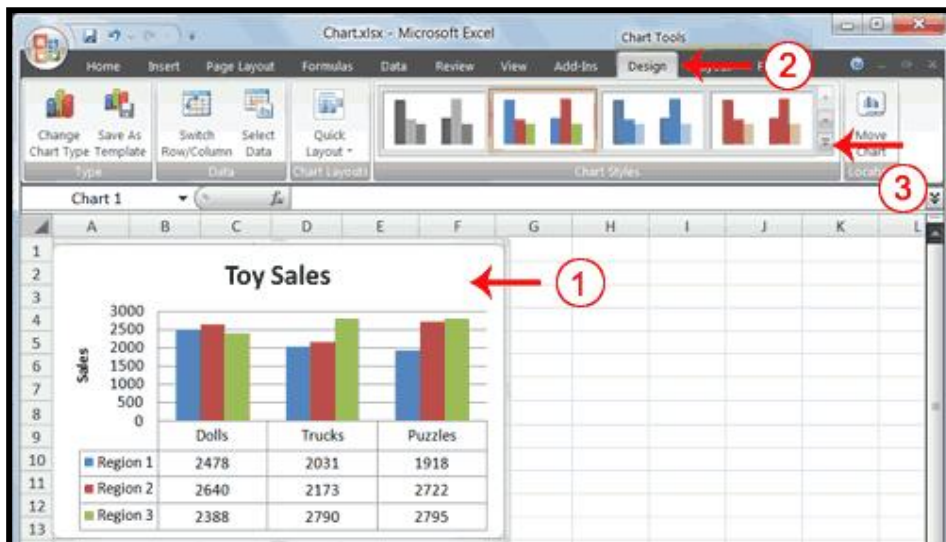 Chart.xlsx - Microsoft Excel
Chart Tools
Home Insert Page Layout Formulas Data Review View Add-Ins Design
2
Change Chart Type
Save As Template
Switch Row/Column
Select Data
Quick Layout
Move Chart
Type Data Chart Layouts Chart Styles
3
Chart 1 fx
A B C D E F G H I J K L
1
2
3
4
5
6
7
8
9
10
11
12
13
Toy Sales
1
Sales
3000
2500
2000
1500
1000
500
0
Dolls Trucks Puzzles
Region 1 2478 2031 1918
Region 2 2640 2173 2722
Region 3 2388 2790 2795